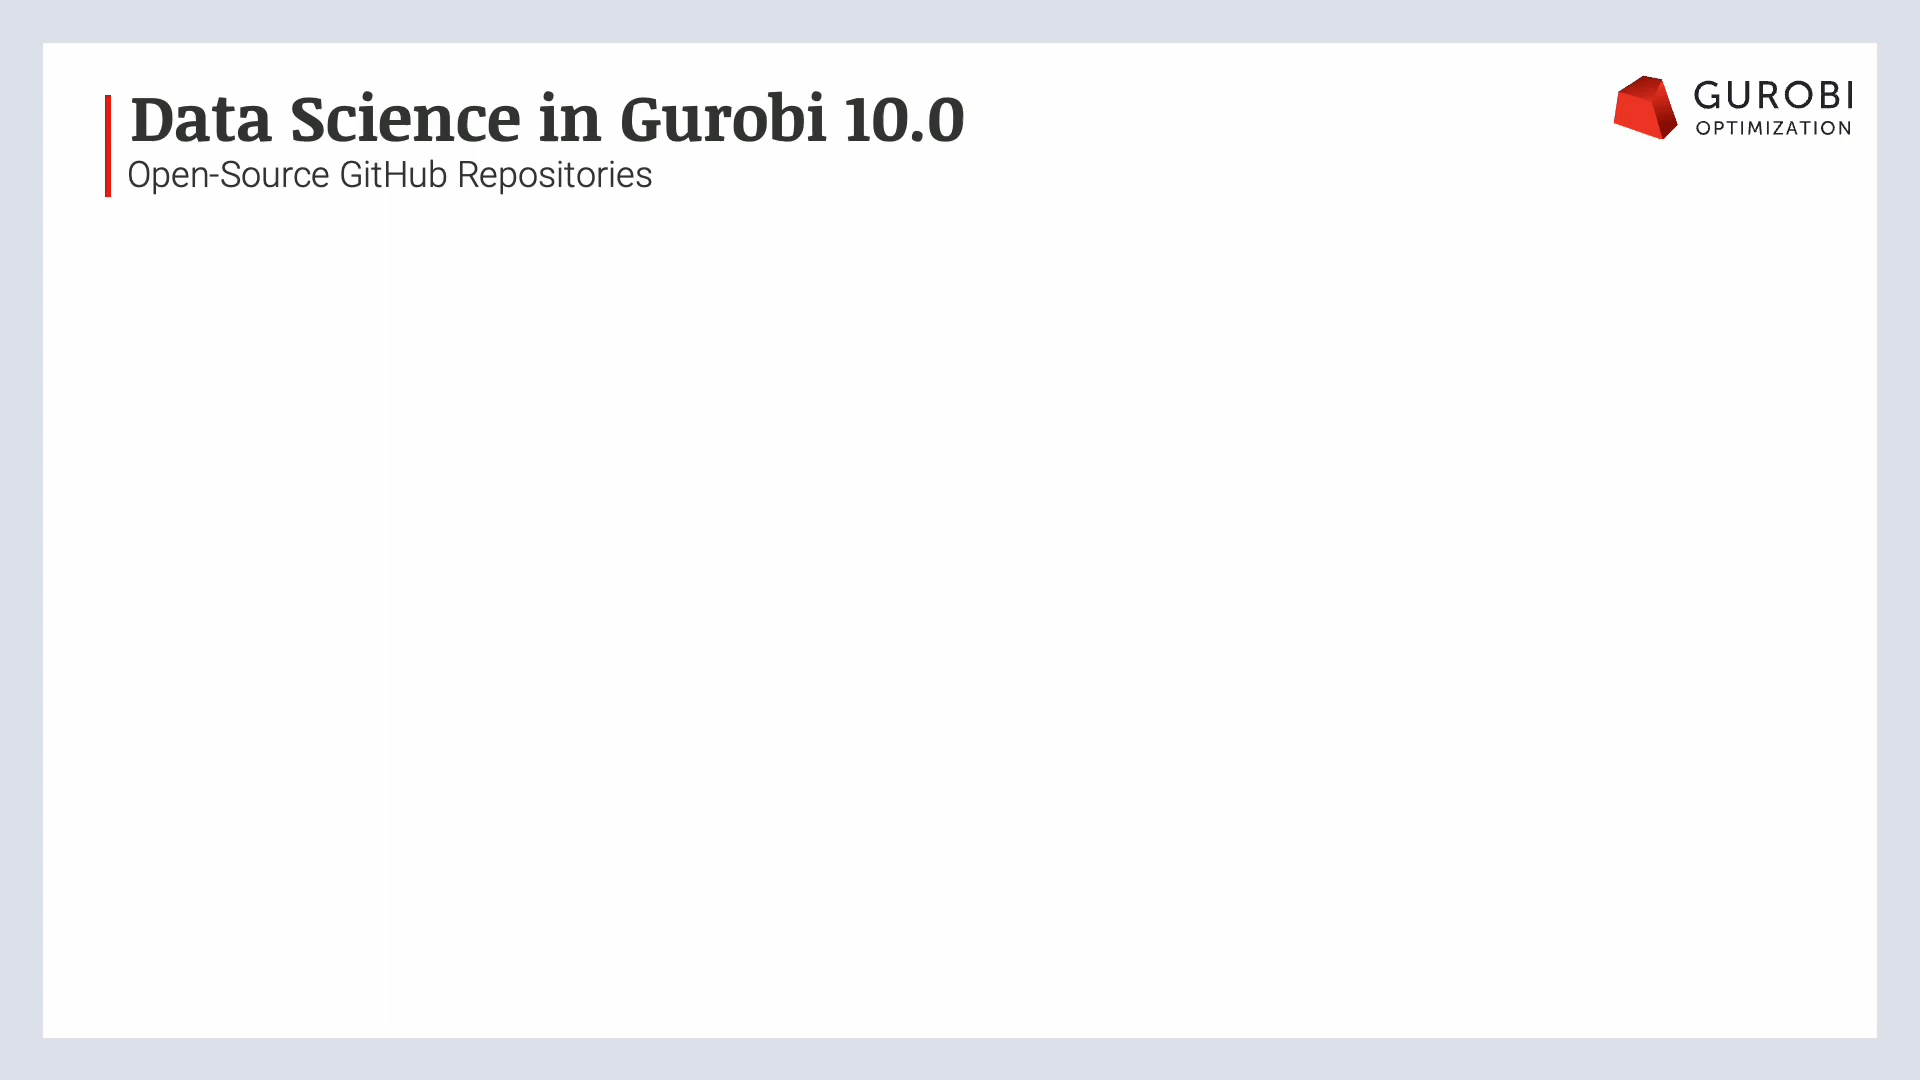 Data Science in Gurobi 10.0
Open-Source GitHub Repositories
GUROBI
OPTIMIZATION